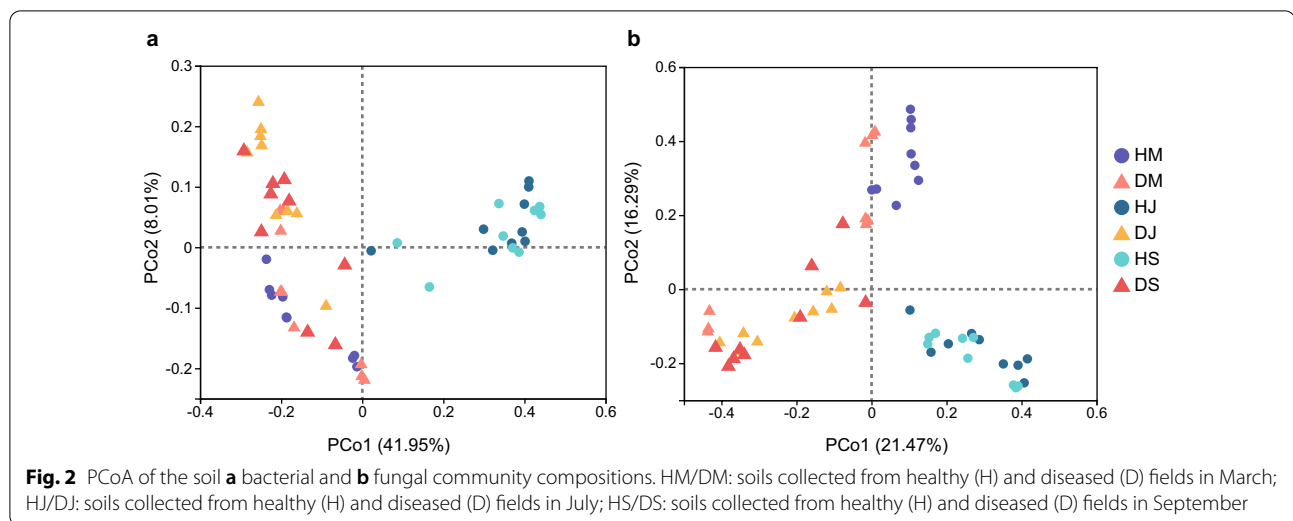 a
0.3
0.2
0.1
0
-0.1
-0.2
PCo2 (8.01%)
-0.4
-0.2
0
0.2
0.4
0.6
PCo1 (41.95%)
b
0.6
0.4
0.2
0
-0.2
-0.4
PCo2 (16.29%)
-0.4
-0.2
0
0.2
0.4
0.6
PCo1 (21.47%)
HM
DM
HJ
DJ
HS
DS
Fig. 2 PCoA of the soil a bacterial and b fungal community compositions. HM/DM: soils collected from healthy (H) and diseased (D) fields in March;
HJ/DJ: soils collected from healthy (H) and diseased (D) fields in July; HS/DS: soils collected from healthy (H) and diseased (D) fields in September